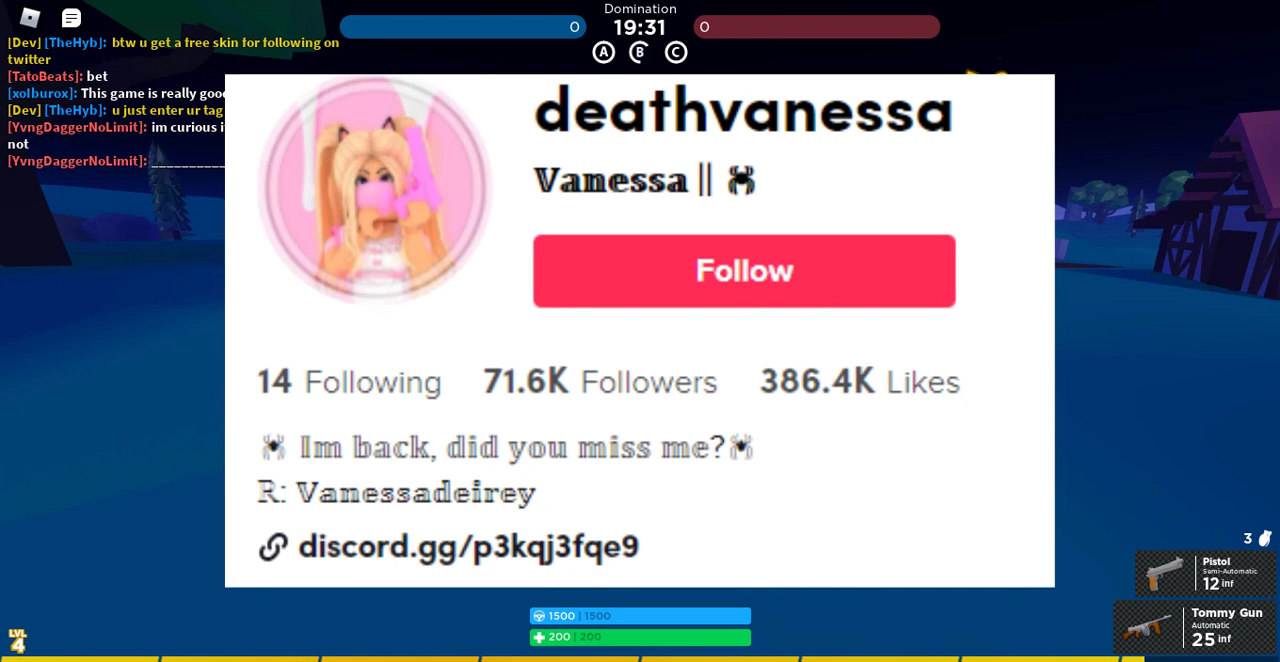 Domination
0
19:31
0
A B C
[Dev] [TheHyb]: btw u get a free skin for following on
twitter
[TatoBeats]: bet
[xolburox]: This game is really
[Dev] [TheHyb]: u just enter ur tag
[YvngDaggerNoLimit]: im curious
not
[YvngDaggerNoLimit]: __________
deathvanessa
Vanessa || 🕷
Follow
14 Following 71.6K Followers 386.4K Likes
🕷 Im back, did you miss me?🕷
R: Vanessadeirey
discord.gg/p3kqj3fqe9
3
Pistol
Semi-Automatic
12 inf
Tommy Gun
Automatic
25 inf
1500 | 1500
200 | 200
LVL
4